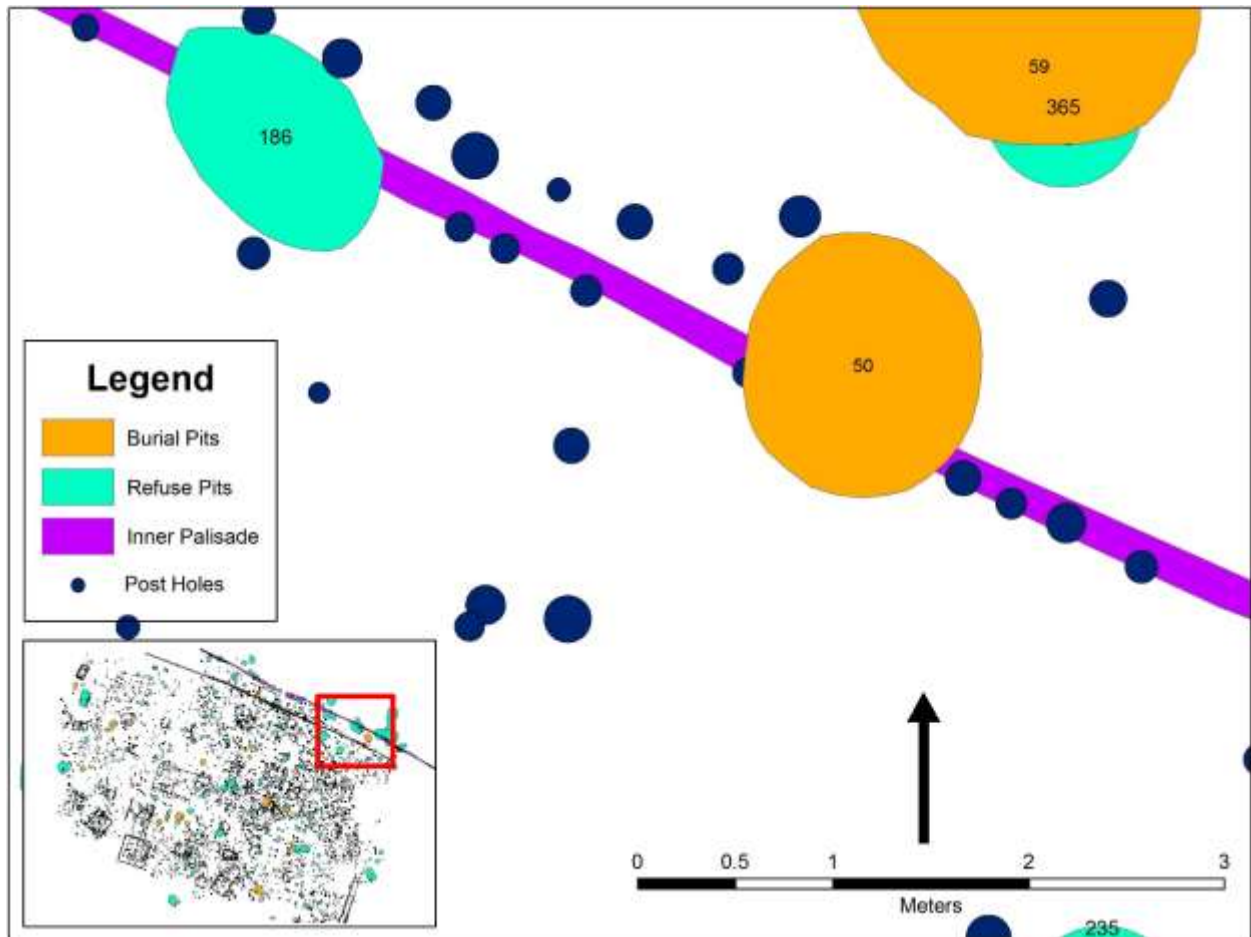 59
365
186
50
Legend
Burial Pits
Refuse Pits
Inner Palisade
Post Holes
0 0.5 1 2 3
Meters
235